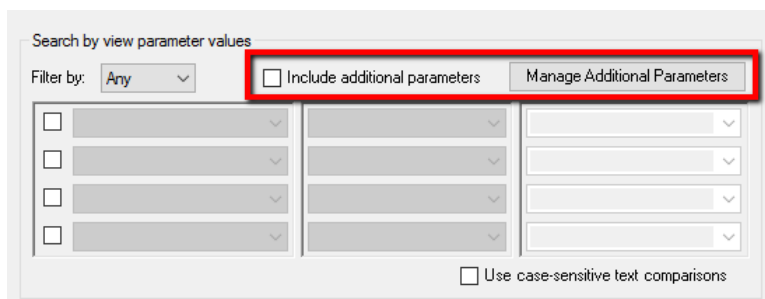 Search by view parameter values
Filter by: Any Include additional parameters Manage Additional Parameters
Use case-sensitive text comparisons